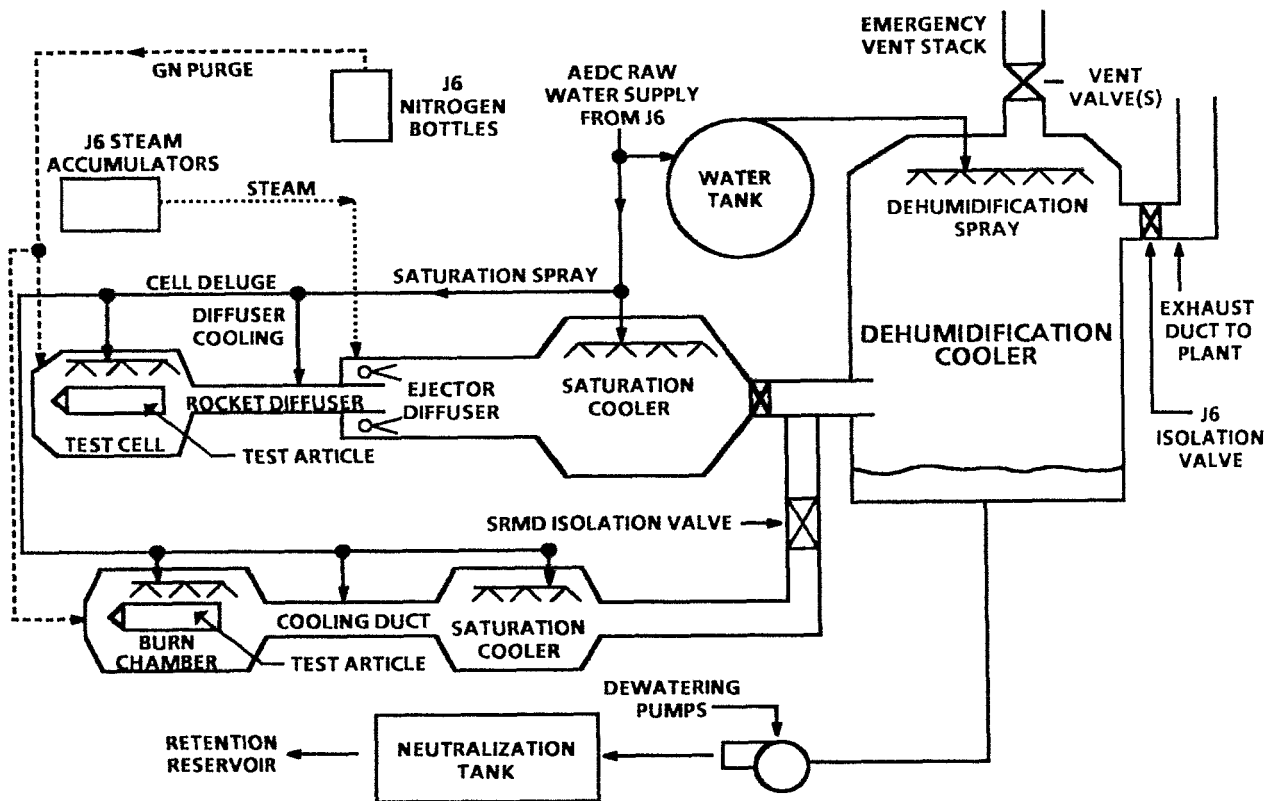 EMERGENCY
VENT STACK
VENT
VALVE(S)
GN PURGE
J6
NITROGEN
BOTTLES
AEDC RAW
WATER SUPPLY
FROM J6
J6 STEAM
ACCUMULATORS
STEAM
WATER
TANK
DEHUMIDIFICATION
SPRAY
CELL DELUGE
SATURATION SPRAY
DIFFUSER
COOLING
EXHAUST
DUCT TO
PLANT
DEHUMIDIFICATION
COOLER
ROCKET DIFFUSER
EJECTOR
DIFFUSER
SATURATION
COOLER
J6
ISOLATION
VALVE
TEST CELL
TEST ARTICLE
SRMD ISOLATION VALVE
COOLING DUCT
SATURATION
COOLER
BURN
CHAMBER
TEST ARTICLE
DEWATERING
PUMPS
RETENTION
RESERVOIR
NEUTRALIZATION
TANK